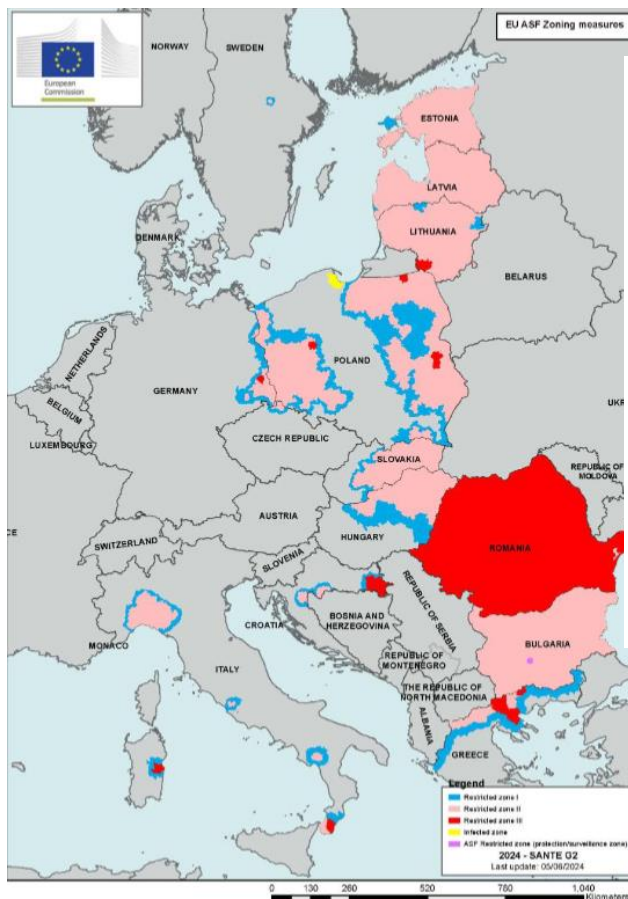 EU ASF Zoning measures
European
Commission
NORWAY
SWEDEN
ESTONIA
LATVIA
LITHUANIA
DENMARK
BELARUS
NETHERLANDS
POLAND
GERMANY
BELGIUM
UKR
LUXEMBOURG
CZECH REPUBLIC
SLOVAKIA
REPUBLIC OF
MOLDOVA
CE
AUSTRIA
HUNGARY
SWITZERLAND
ROMANIA
SLOVENIA
CROATIA
BOSNIA AND
HERZEGOVINA
REPUBLIC OF SERBIA
MONACO
BULGARIA
ITALY
REPUBLIC OF
MONTENEGRO
THE REPUBLIC OF
NORTH MACEDONIA
ALBANIA
GREECE
Legend
Restricted zone I
Restricted zone II
Restricted zone III
Infected zone
ASF Restricted zone (protection/surveillance zone)
2024 - SANTE G2
Last update: 05/06/2024
0 130 260 520 780 1.040
Kilometers